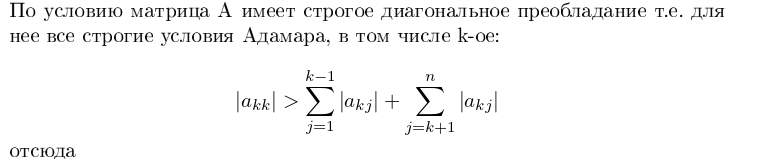 По условию матрица А имеет строгое диагональное преобладание т.е. для
нее все строгие условия Адамара, в том числе k-ое:
|a_{kk}| > \sum_{j=1}^{k-1} |a_{kj}| + \sum_{j=k+1}^{n} |a_{kj}|
отсюда